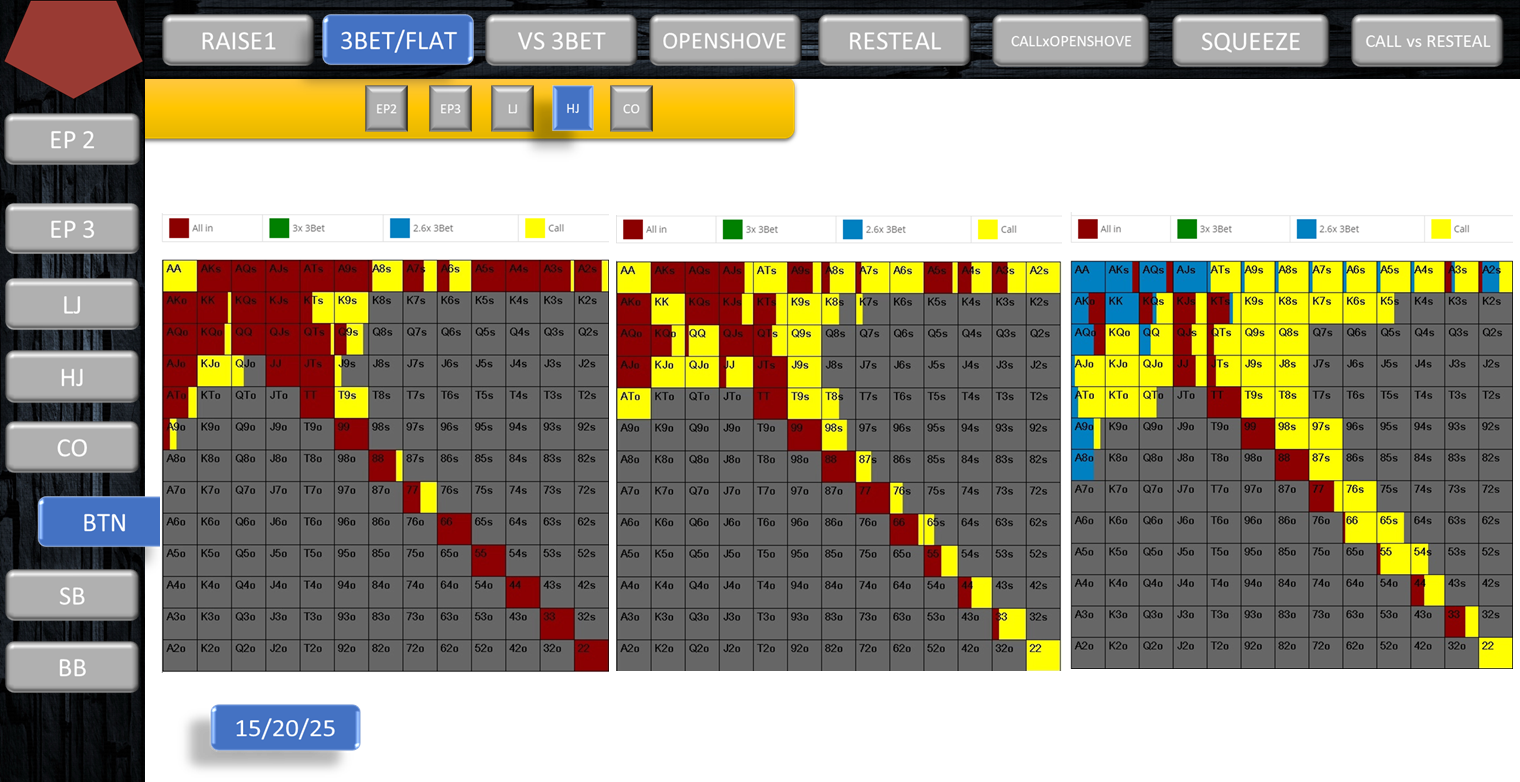 RAISE1 3BET/FLAT VS 3BET OPENSHOVE RESTEAL CALLxOPENSHOVE SQUEEZE CALL vs RESTEAL
EP2 EP3 LJ HJ CO
EP 2
EP 3
LJ
HJ
CO
BTN
SB
BB
All in 3x 3Bet 2.6x 3Bet Call
AA AKs AQs AJs ATs A9s A8s A7s A6s A5s A4s A3s A2s
AKo KK KQs KJs KTs K9s K8s K7s K6s K5s K4s K3s K2s
AQo KQo QQ QJs QTs Q9s Q8s Q7s Q6s Q5s Q4s Q3s Q2s
AJo KJo QJo JJ JTs J9s J8s J7s J6s J5s J4s J3s J2s
ATo KTo QTo JTo TT T9s T8s T7s T6s T5s T4s T3s T2s
A9o K9o Q9o J9o T9o 99 98s 97s 96s 95s 94s 93s 92s
A8o K8o Q8o J8o T8o 98o 88 87s 86s 85s 84s 83s 82s
A7o K7o Q7o J7o T7o 97o 87o 77 76s 75s 74s 73s 72s
A6o K6o Q6o J6o T6o 96o 86o 76o 66 65s 64s 63s 62s
A5o K5o Q5o J5o T5o 95o 85o 75o 65o 55 54s 53s 52s
A4o K4o Q4o J4o T4o 94o 84o 74o 64o 54o 44 43s 42s
A3o K3o Q3o J3o T3o 93o 83o 73o 63o 53o 43o 33 32s
A2o K2o Q2o J2o T2o 92o 82o 72o 62o 52o 42o 32o 22
All in 3x 3Bet 2.6x 3Bet Call
AA AKs AQs AJs ATs A9s A8s A7s A6s A5s A4s A3s A2s
AKo KK KQs KJs KTs K9s K8s K7s K6s K5s K4s K3s K2s
AQo KQo QQ QJs QTs Q9s Q8s Q7s Q6s Q5s Q4s Q3s Q2s
AJo KJo QJo JJ JTs J9s J8s J7s J6s J5s J4s J3s J2s
ATo KTo QTo JTo TT T9s T8s T7s T6s T5s T4s T3s T2s
A9o K9o Q9o J9o T9o 99 98s 97s 96s 95s 94s 93s 92s
A8o K8o Q8o J8o T8o 98o 88 87s 86s 85s 84s 83s 82s
A7o K7o Q7o J7o T7o 97o 87o 77 76s 75s 74s 73s 72s
A6o K6o Q6o J6o T6o 96o 86o 76o 66 65s 64s 63s 62s
A5o K5o Q5o J5o T5o 95o 85o 75o 65o 55 54s 53s 52s
A4o K4o Q4o J4o T4o 94o 84o 74o 64o 54o 44 43s 42s
A3o K3o Q3o J3o T3o 93o 83o 73o 63o 53o 43o 33 32s
A2o K2o Q2o J2o T2o 92o 82o 72o 62o 52o 42o 32o 22
All in 3x 3Bet 2.6x 3Bet Call
AA AKs AQs AJs ATs A9s A8s A7s A6s A5s A4s A3s A2s
AKo KK KQs KJs KTs K9s K8s K7s K6s K5s K4s K3s K2s
AQo KQo QQ QJs QTs Q9s Q8s Q7s Q6s Q5s Q4s Q3s Q2s
AJo KJo QJo JJ JTs J9s J8s J7s J6s J5s J4s J3s J2s
ATo KTo QTo JTo TT T9s T8s T7s T6s T5s T4s T3s T2s
A9o K9o Q9o J9o T9o 99 98s 97s 96s 95s 94s 93s 92s
A8o K8o Q8o J8o T8o 98o 88 87s 86s 85s 84s 83s 82s
A7o K7o Q7o J7o T7o 97o 87o 77 76s 75s 74s 73s 72s
A6o K6o Q6o J6o T6o 96o 86o 76o 66 65s 64s 63s 62s
A5o K5o Q5o J5o T5o 95o 85o 75o 65o 55 54s 53s 52s
A4o K4o Q4o J4o T4o 94o 84o 74o 64o 54o 44 43s 42s
A3o K3o Q3o J3o T3o 93o 83o 73o 63o 53o 43o 33 32s
A2o K2o Q2o J2o T2o 92o 82o 72o 62o 52o 42o 32o 22
15/20/25